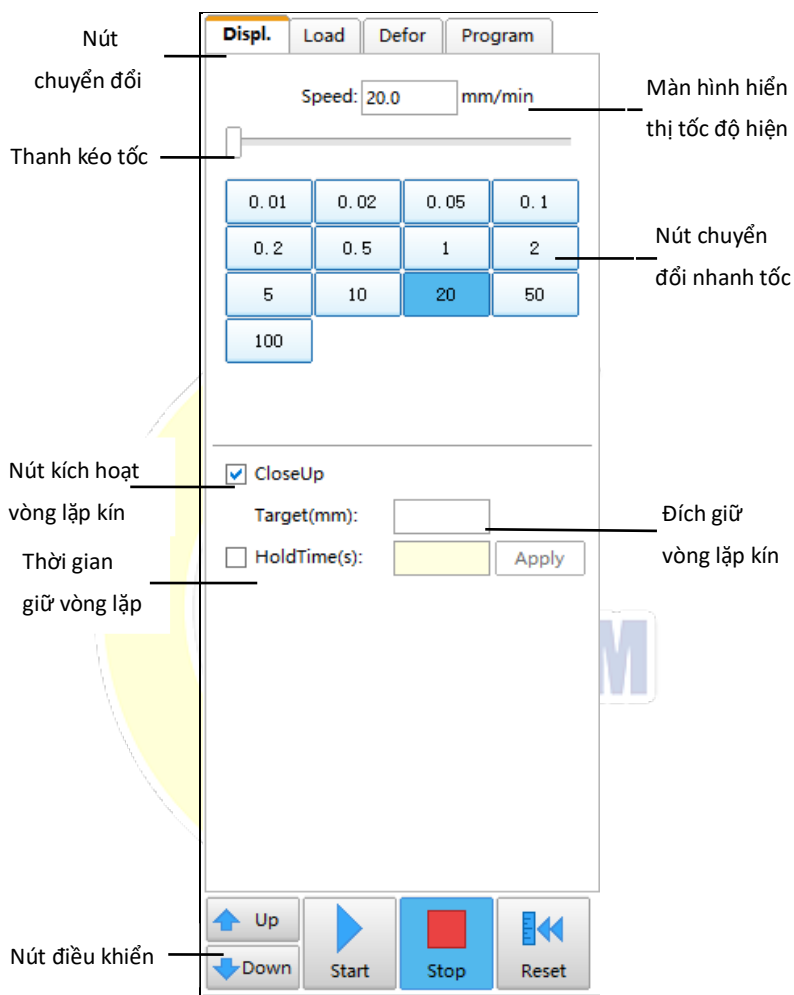 Displ. Load Defor Program
Nút
chuyển đổi
Speed: 20.0 mm/min
Màn hình hiển
thị tốc độ hiện
Thanh kéo tốc
0.01 0.02 0.05 0.1
0.2 0.5 1 2
Nút chuyển
đổi nhanh tốc
5 10 20 50
100
Nút kích hoạt
vòng lặp kín
CloseUp
Target(mm):
Đích giữ
vòng lặp kín
Thời gian
giữ vòng lặp
HoldTime(s): Apply
M
Up
Down
Nút điều khiển
Start Stop Reset